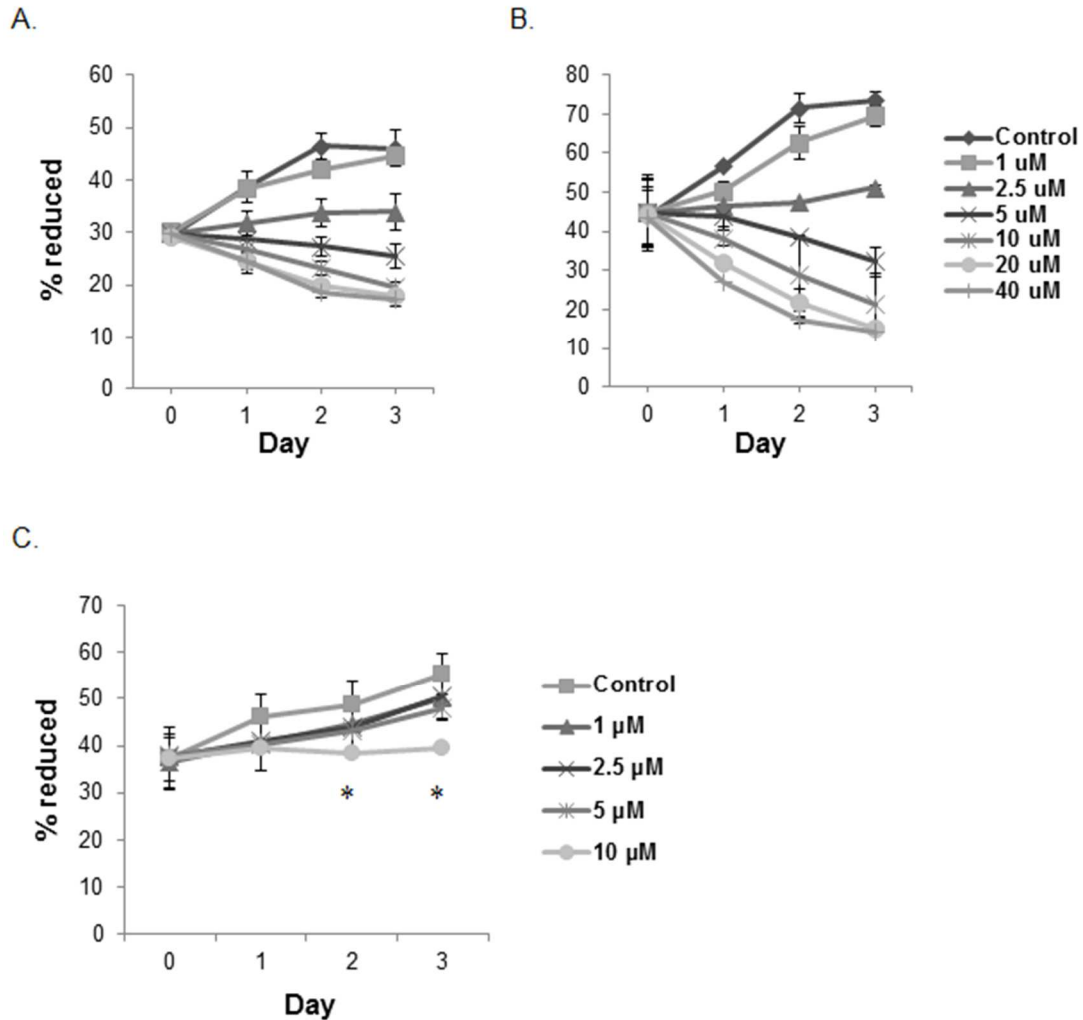 A.
60
50
40
30
20
10
0
% reduced
0 1 2 3
Day
B.
80
70
60
50
40
30
20
10
0
0 1 2 3
Day
Control
1 uM
2.5 uM
5 uM
10 uM
20 uM
40 uM
C.
70
60
50
40
30
20
10
0
% reduced
* *
0 1 2 3
Day
Control
1 µM
2.5 µM
5 µM
10 µM